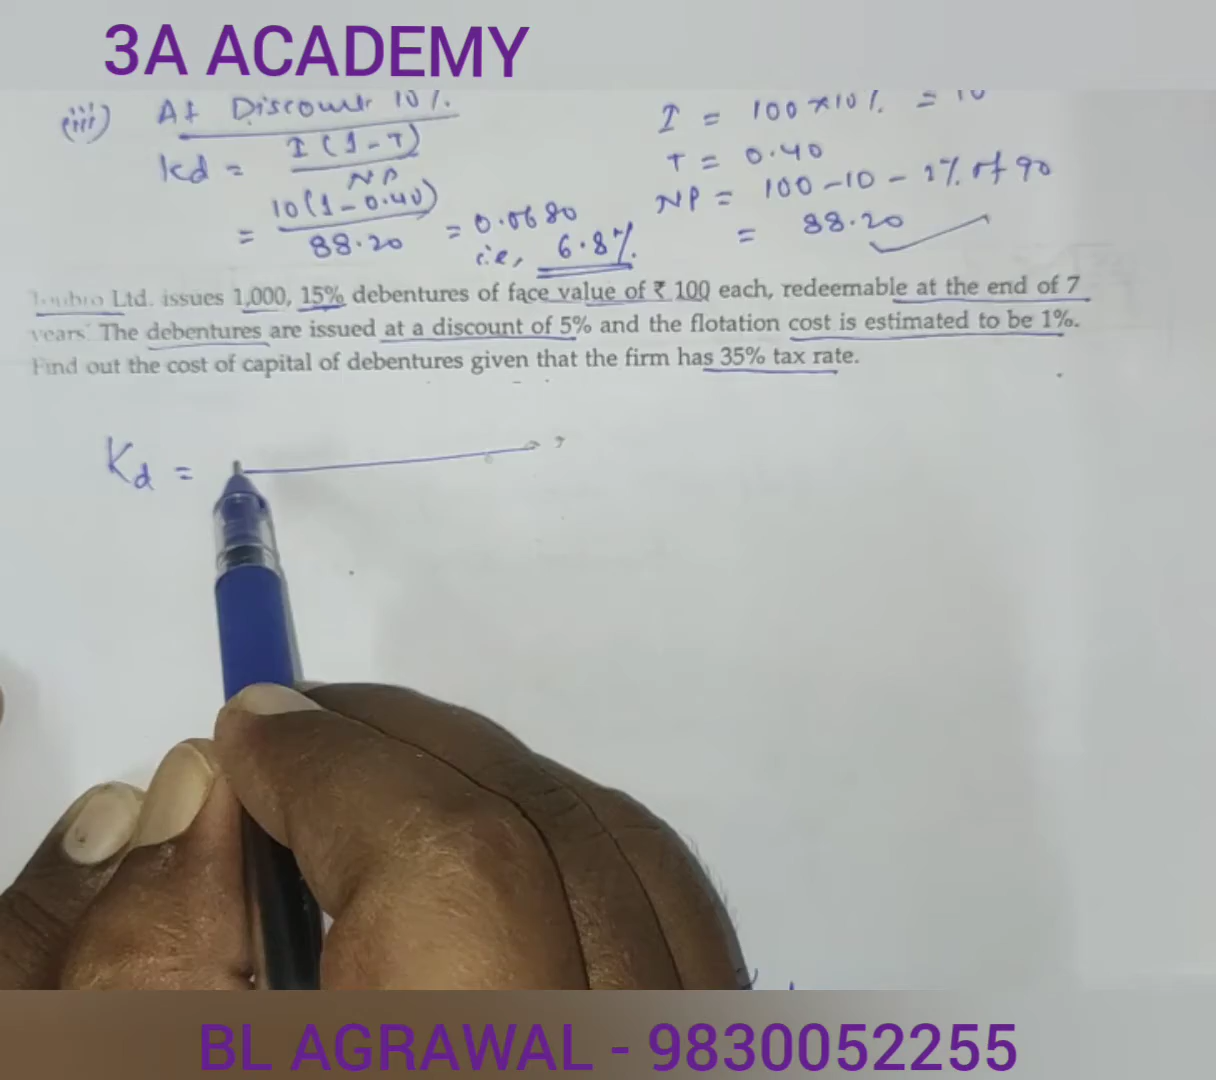 3A ACADEMY
(iii) At Discount 10%.
I = 100 x 10% = 10
Kd = I(1-T)
NP
T = 0.40
= 10(1-0.40)
88.20
= 0.0680
i.e, 6.8%
NP = 100 - 10 - 2% of 90
= 88.20
Ltd. issues 1,000, 15% debentures of face value of ₹ 100 each, redeemable at the end of 7
years. The debentures are issued at a discount of 5% and the flotation cost is estimated to be 1%.
Find out the cost of capital of debentures given that the firm has 35% tax rate.
Kd =
BL AGRAWAL - 9830052255